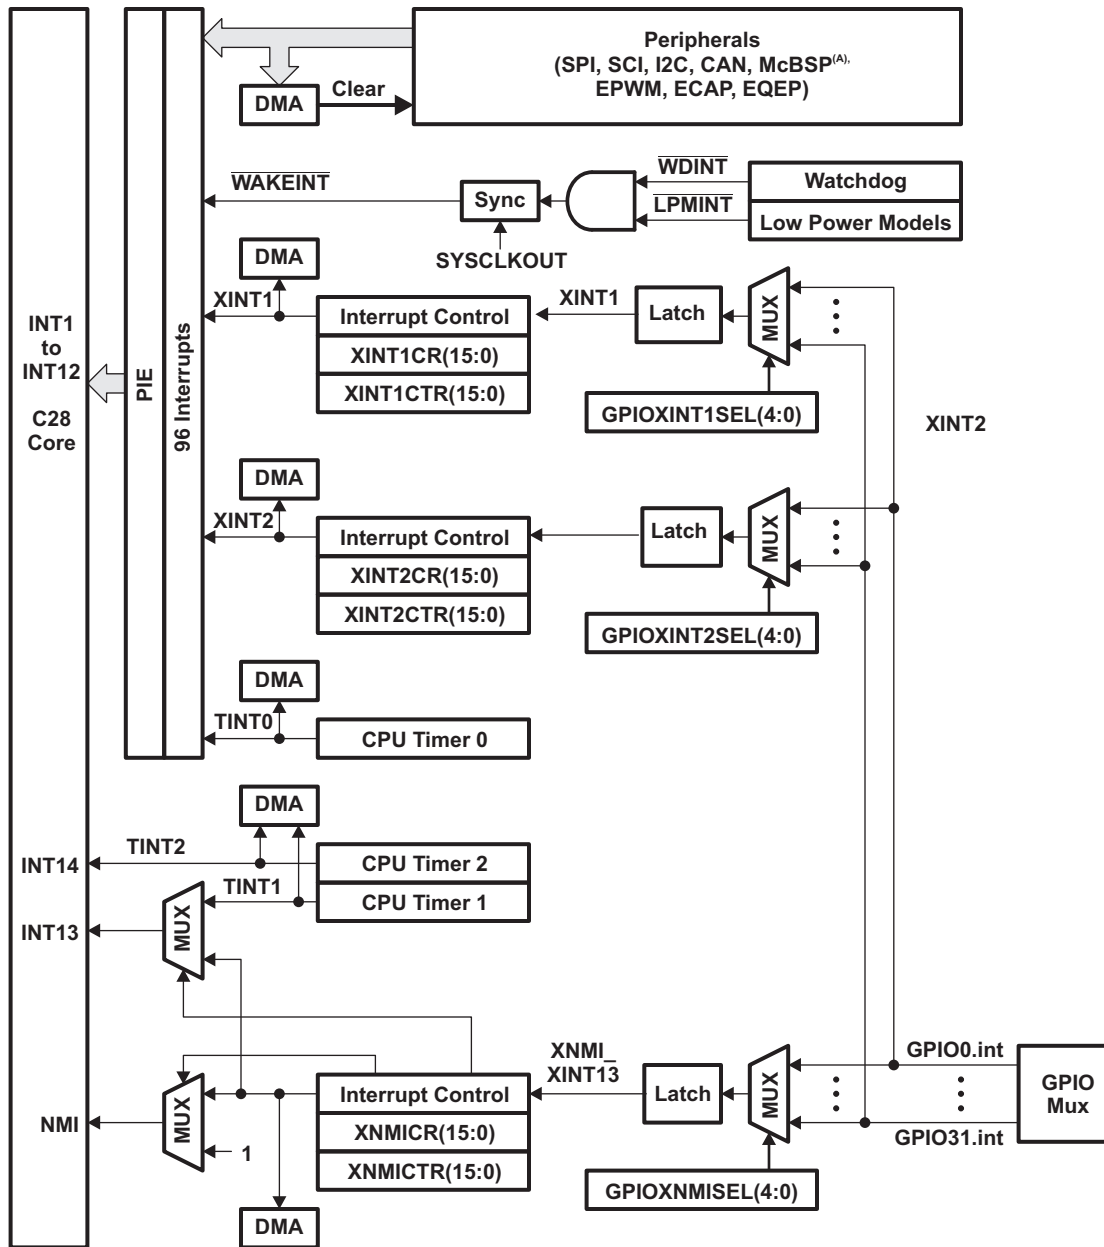 Peripherals
(SPI, SCI, I2C, CAN, McBSP(A),
EPWM, ECAP, EQEP)
DMA
Clear
WDINT
WAKEINT
Watchdog
Sync
LPMINT
Low Power Models
SYSCLKOUT
DMA
XINT1
XINT1
Interrupt Control
XINT1CR(15:0)
XINT1CTR(15:0)
Latch
MUX
GPIOXINT1SEL(4:0)
INT1
to
INT12
C28
Core
PIE
96 Interrupts
XINT2
DMA
XINT2
Interrupt Control
XINT2CR(15:0)
XINT2CTR(15:0)
Latch
MUX
GPIOXINT2SEL(4:0)
DMA
TINT0
CPU Timer 0
DMA
INT14
TINT2
CPU Timer 2
TINT1
CPU Timer 1
INT13
MUX
XNMI_
XINT13
GPIO0.int
Interrupt Control
XNMICR(15:0)
XNMICTR(15:0)
Latch
MUX
GPIO
Mux
NMI
MUX
1
GPIO31.int
GPIOXNMISEL(4:0)
DMA